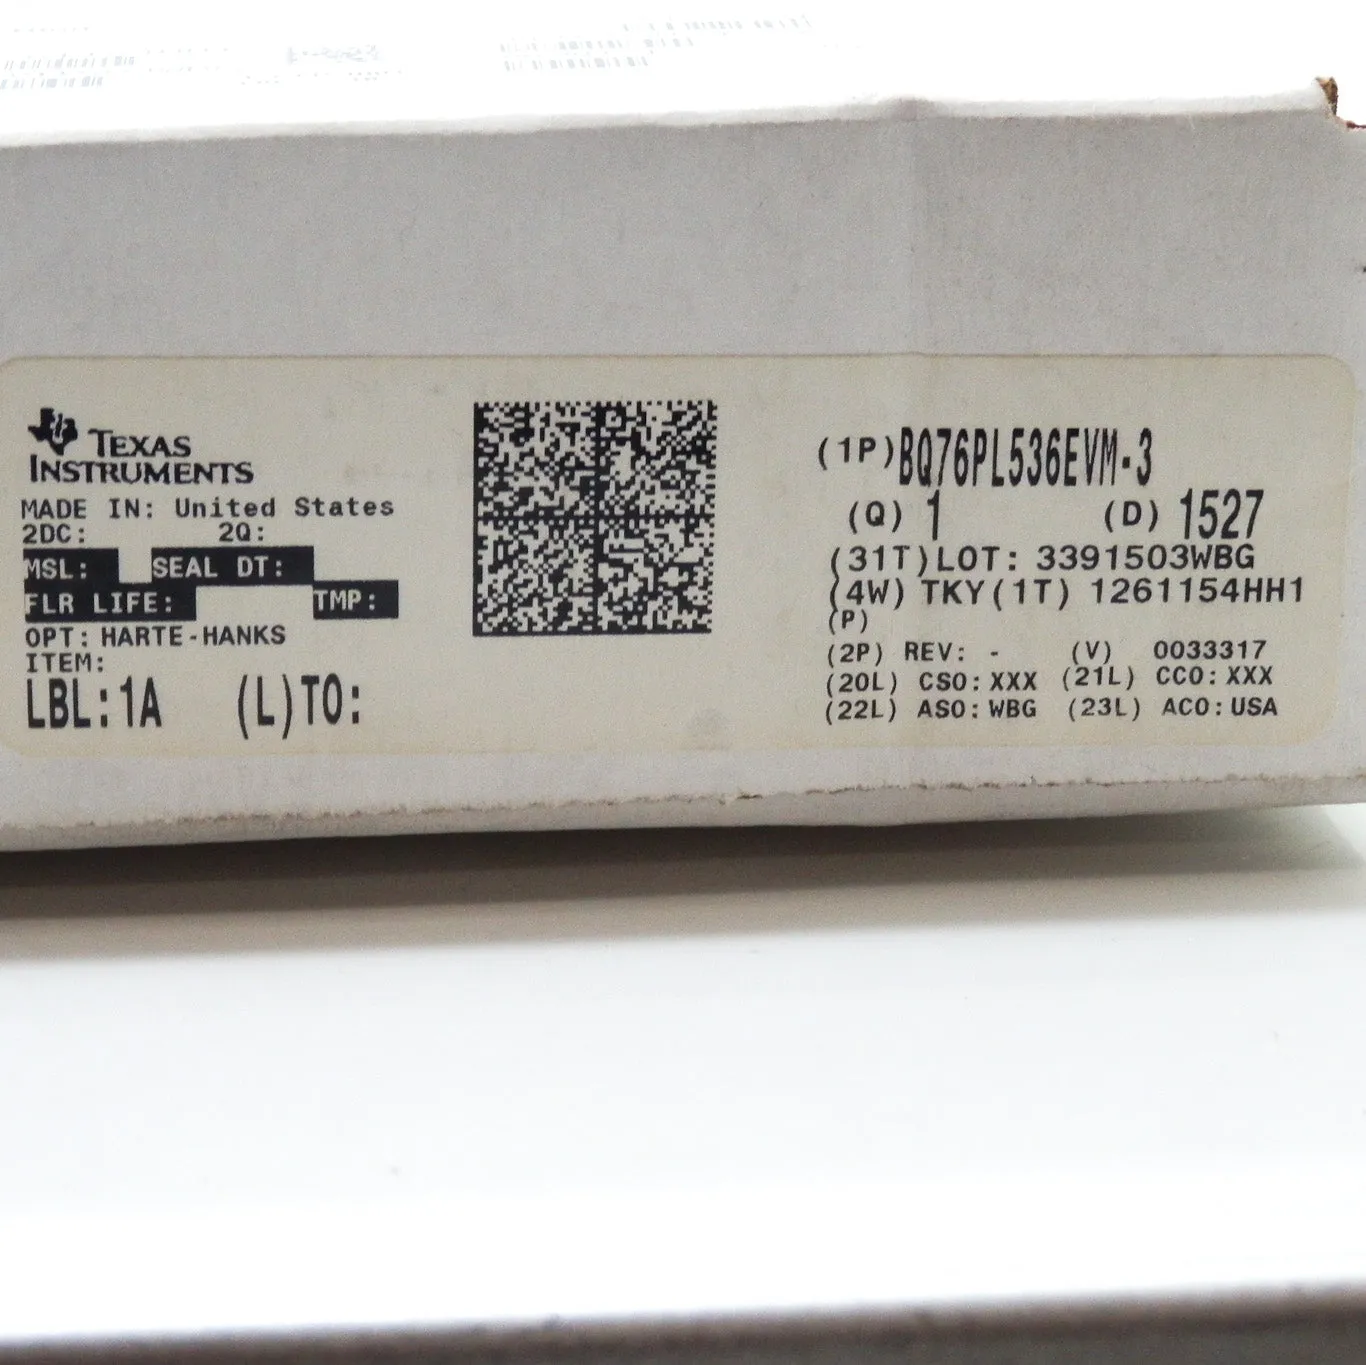 TEXAS
INSTRUMENTS
MADE IN: United States
2DC: 2Q:
MSL: SEAL DT:
FLR LIFE: TMP:
OPT: HARTE-HANKS
ITEM:
LBL:1A (L)TO:
(1P)BQ76PL536EVM-3
(Q) 1 (D) 1527
(31T)LOT: 3391503WBG
(4W) TKY(1T) 1261154HH1
(P)
(2P) REV: - (V) 0033317
(20L) CSO:XXX (21L) CCO:XXX
(22L) ASO:WBG (23L) ACO:USA